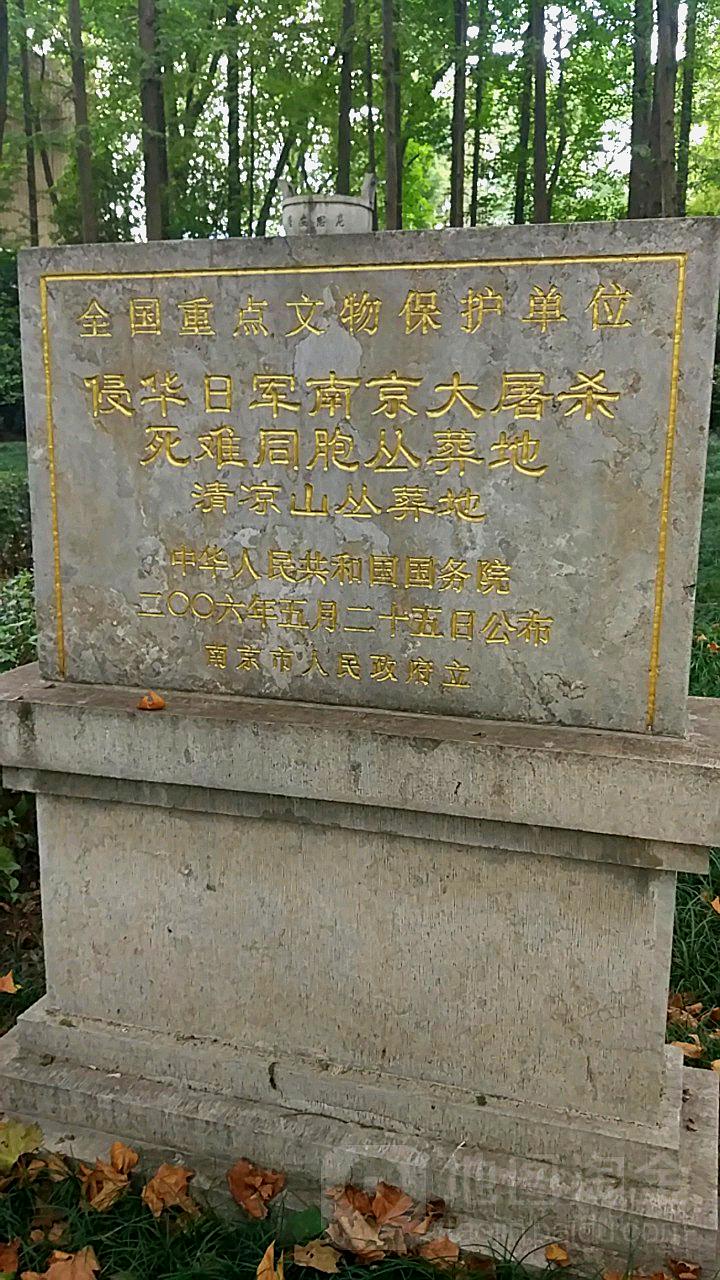 全国重点文物保护单位
侵华日军南京大屠杀
死难同胞丛葬地
清凉山丛葬地
中华人民共和国国务院
二〇〇六年五月二十五日公布
南京市人民政府立